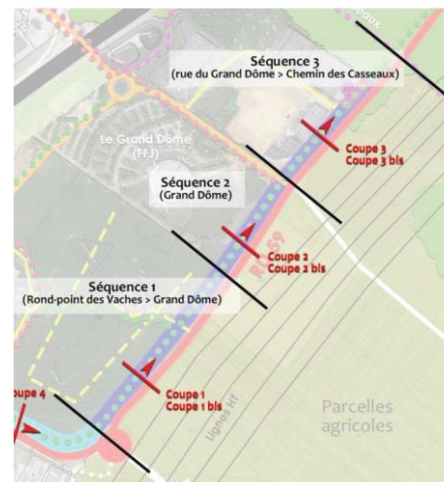 Séquence 3
(rue du Grand Dôme > Chemin des Casseaux)
Le Grand Dôme
(FFJ)
Coupe 3
Coupe 3 bis
Séquence 2
(Grand Dôme)
RD 59
Coupe 2
Coupe 2 bis
Séquence 1
(Rond-point des Vaches > Grand Dôme)
Coupe 1
Coupe 1 bis
Coupe 4
Lignes HT
Parcelles
agricoles